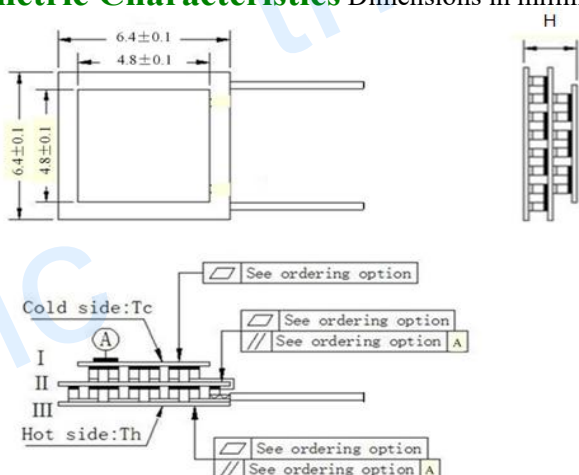 metric Characteristics Dimensions in millim
H
6.4±0.1
4.8±0.1
6.4±0.1
4.8±0.1
See ordering option
Cold side:Tc
See ordering option
A
// See ordering option A
I
II
III
Hot side:Th
See ordering option
// See ordering option A